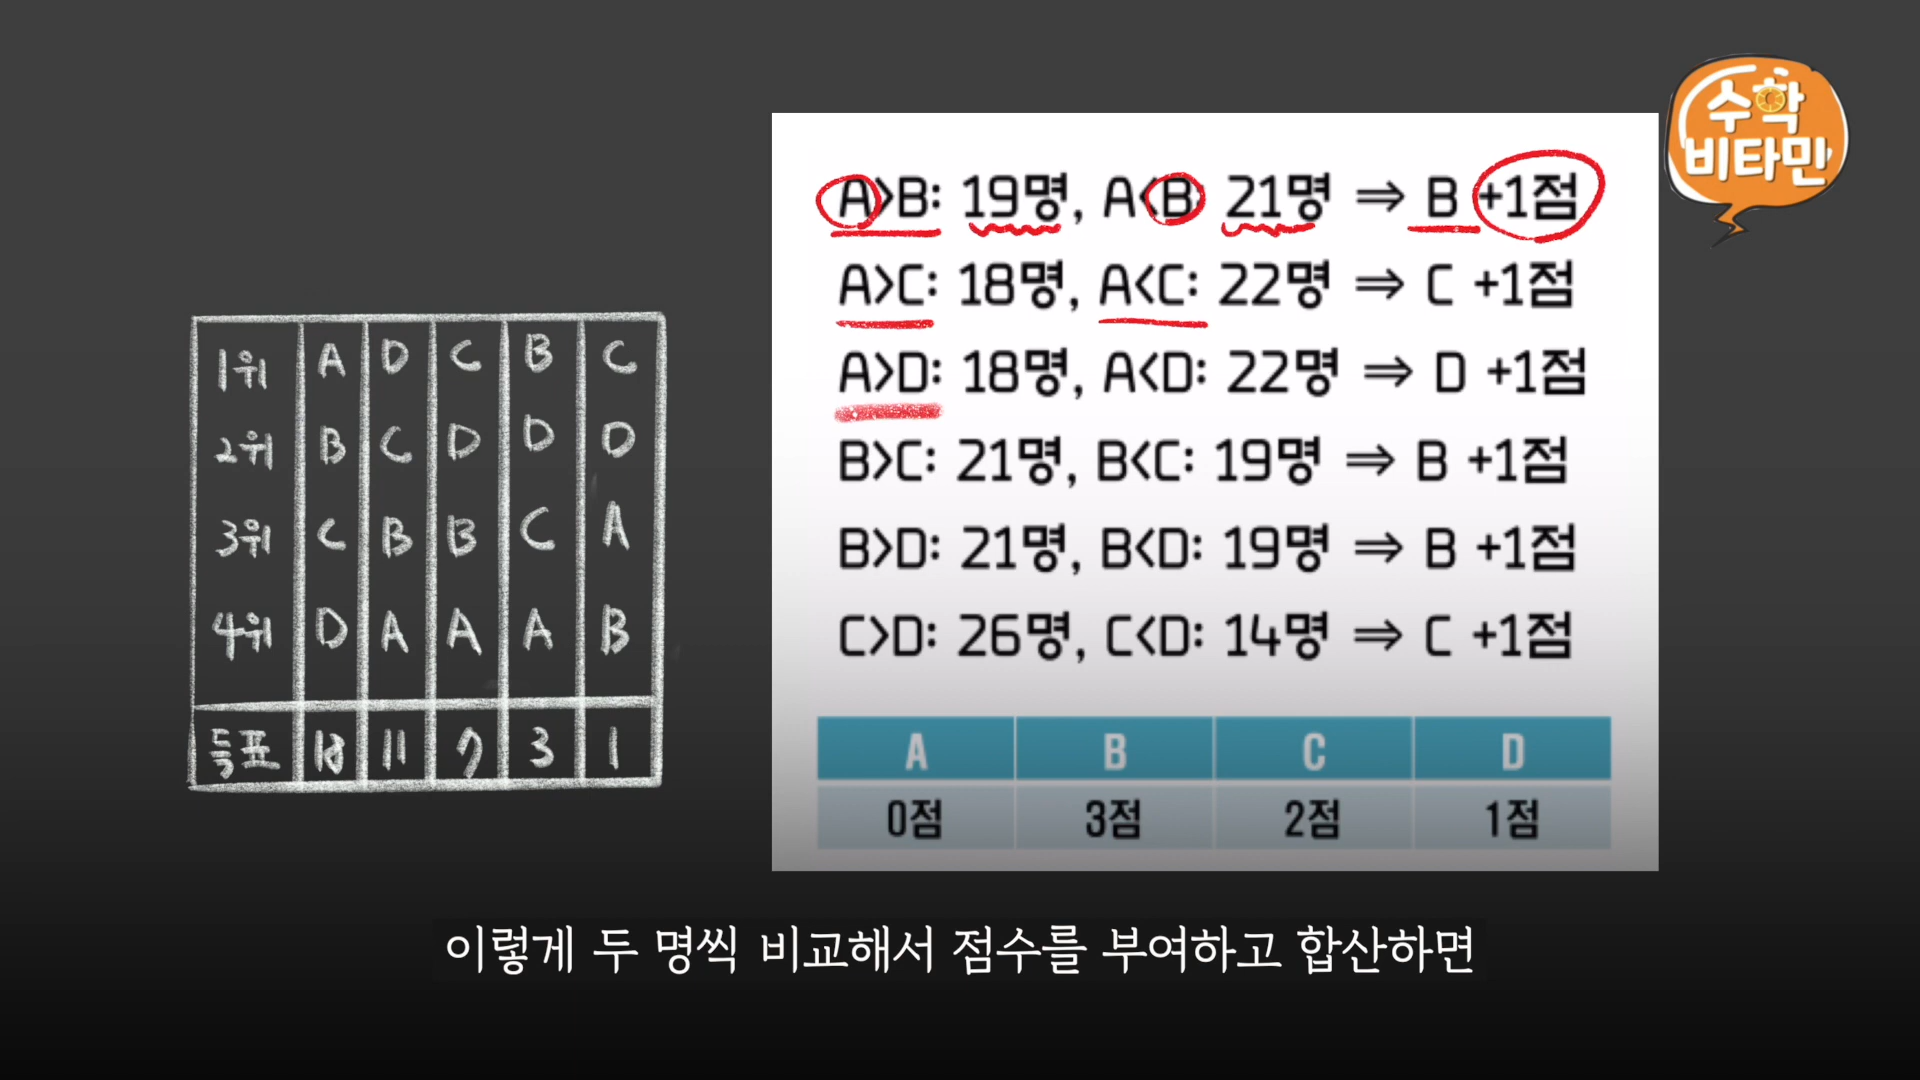 수학
비타민
1위 A D C B C
2위 B C D D D
3위 C B B C A
4위 D A A A B
득표 18 11 7 3 1
A>B: 19명, A<B: 21명 ⇒ B +1점
A>C: 18명, A<C: 22명 ⇒ C +1점
A>D: 18명, A<D: 22명 ⇒ D +1점
B>C: 21명, B<C: 19명 ⇒ B +1점
B>D: 21명, B<D: 19명 ⇒ B +1점
C>D: 26명, C<D: 14명 ⇒ C +1점
A B C D
0점 3점 2점 1점
이렇게 두 명씩 비교해서 점수를 부여하고 합산하면